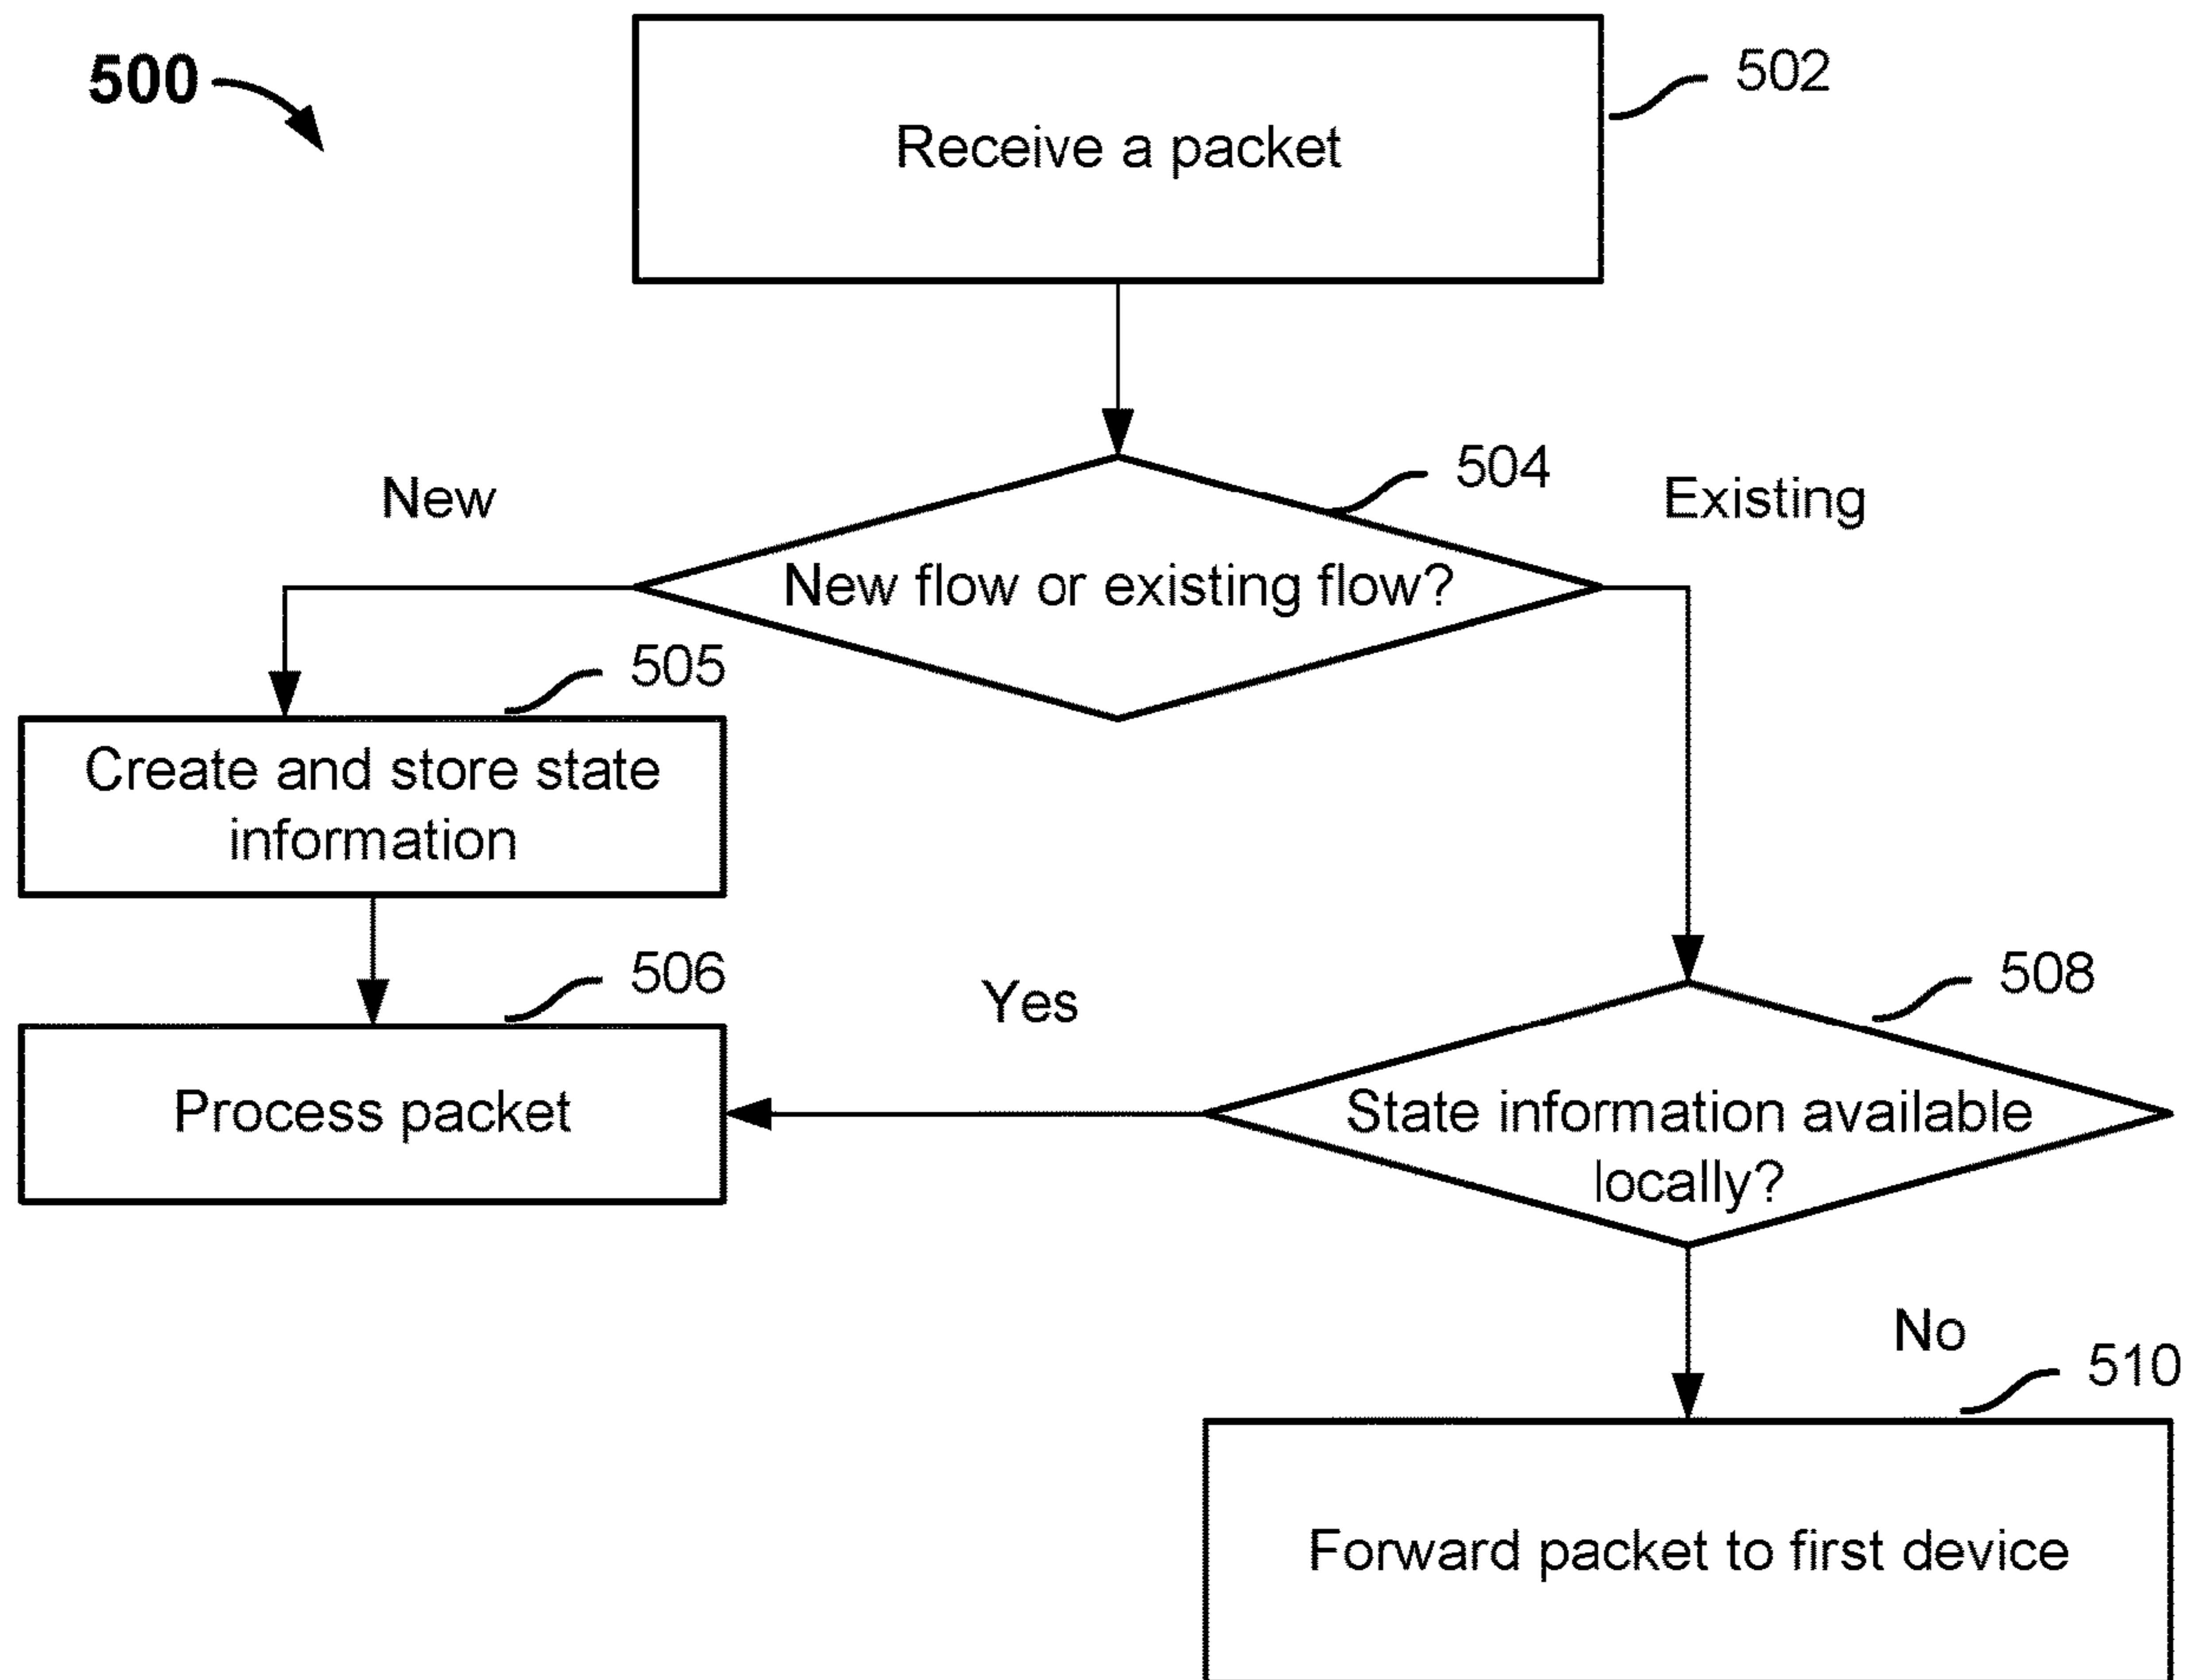 500
502
Receive a packet
504
New
Existing
New flow or existing flow?
505
Create and store state
information
506
508
Yes
Process packet
State information available
locally?
No
510
Forward packet to first device